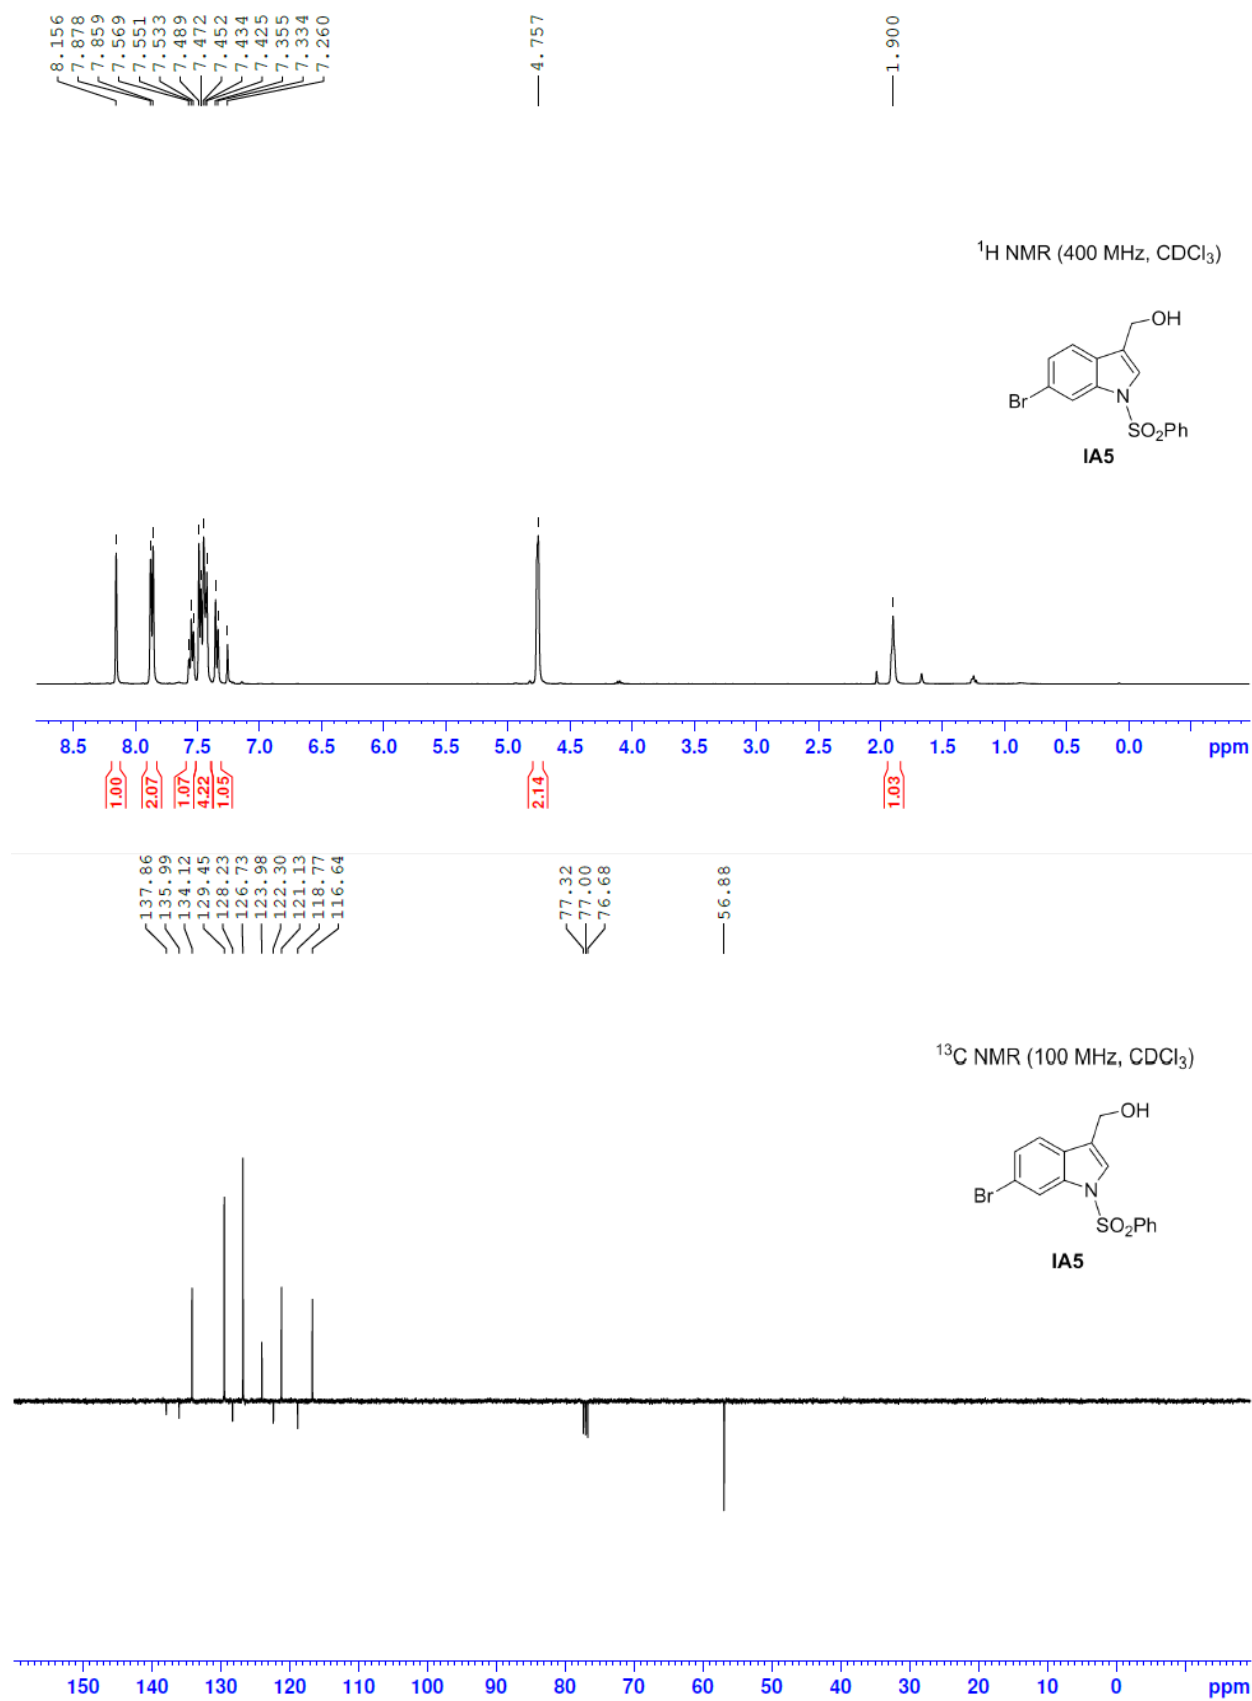 8.156
7.878
7.859
7.569
7.551
7.533
7.489
7.472
7.452
7.434
7.425
7.355
7.334
7.260
4.757
1.900
¹H NMR (400 MHz, CDCl₃)
OH
Br
N
SO₂Ph
IA5
8.5 8.0 7.5 7.0 6.5 6.0 5.5 5.0 4.5 4.0 3.5 3.0 2.5 2.0 1.5 1.0 0.5 0.0 ppm
1.00
2.07
1.07
4.22
1.05
2.14
1.03
137.86
135.99
134.12
129.45
128.23
126.73
123.98
122.30
121.13
118.77
116.64
77.32
77.00
76.68
56.88
¹³C NMR (100 MHz, CDCl₃)
OH
Br
N
SO₂Ph
IA5
150 140 130 120 110 100 90 80 70 60 50 40 30 20 10 0 ppm